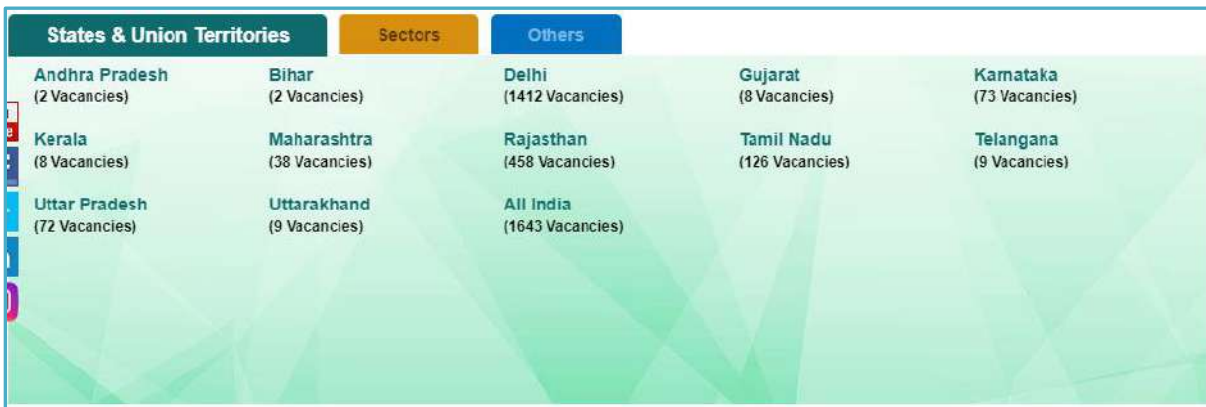 States & Union Territories Sectors Others
Andhra Pradesh Bihar Delhi Gujarat Karnataka
(2 Vacancies) (2 Vacancies) (1412 Vacancies) (8 Vacancies) (73 Vacancies)
Kerala Maharashtra Rajasthan Tamil Nadu Telangana
(8 Vacancies) (38 Vacancies) (458 Vacancies) (126 Vacancies) (9 Vacancies)
Uttar Pradesh Uttarakhand All India
(72 Vacancies) (9 Vacancies) (1643 Vacancies)